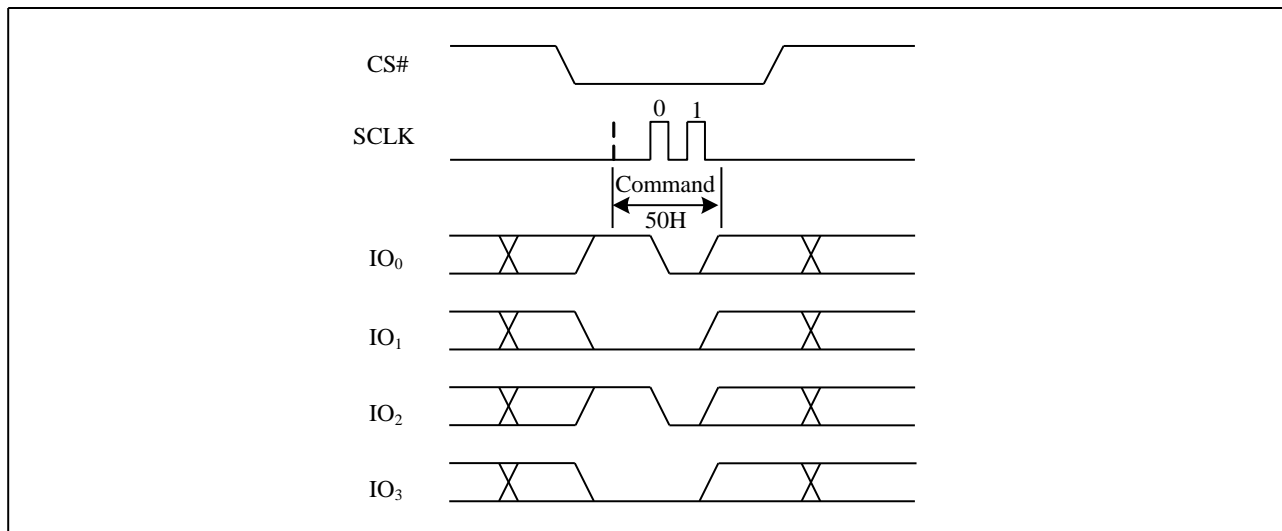 CS#
0 1
SCLK
Command
50H
IO₀
IO₁
IO₂
IO₃